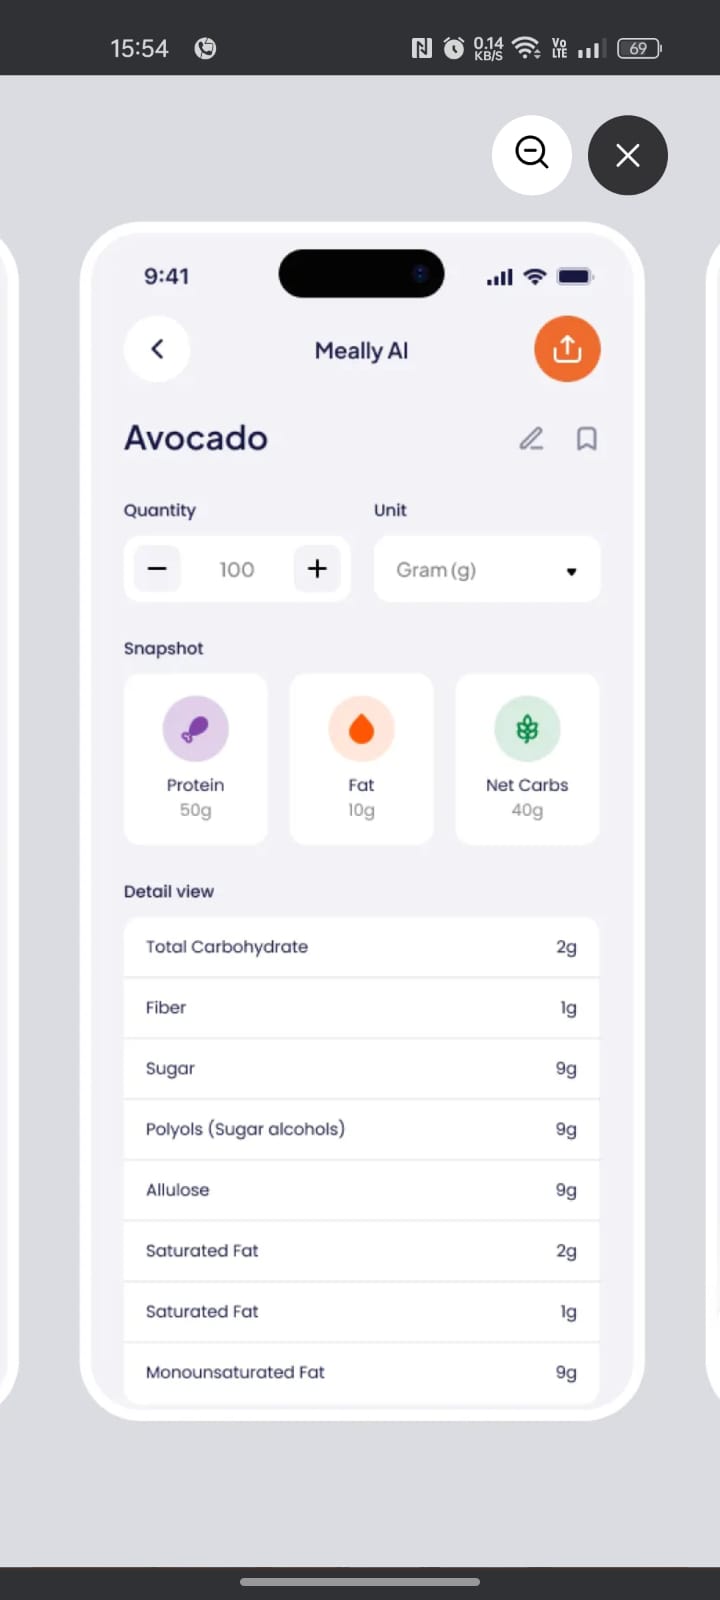 15:54
0.14 KB/S
Vo LTE
69
9:41
Meally AI
Avocado
Quantity
Unit
100
Gram (g)
Snapshot
Protein
50g
Fat
10g
Net Carbs
40g
Detail view
Total Carbohydrate 2g
Fiber 1g
Sugar 9g
Polyols (Sugar alcohols) 9g
Allulose 9g
Saturated Fat 2g
Saturated Fat 1g
Monounsaturated Fat 9g